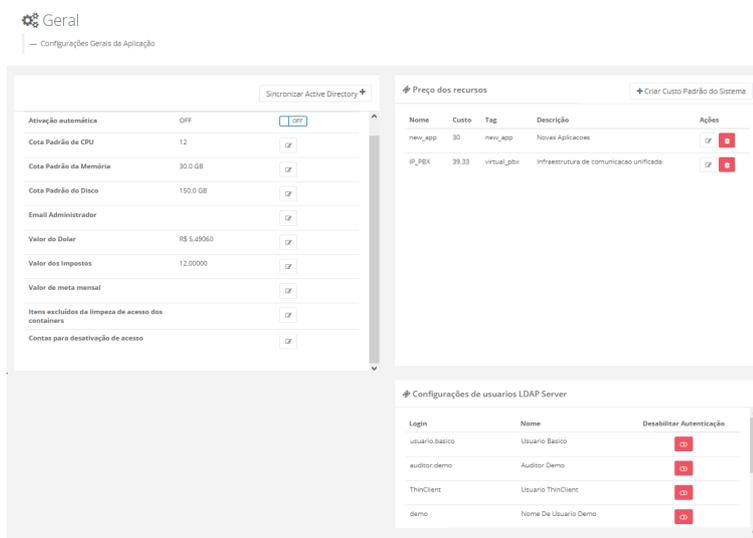 Geral
— Configurações Gerais da Aplicação
Sincronizar Active Directory
Ativação automática OFF OFF
Cota Padrão de CPU 12
Cota Padrão da Memória 30.0 GB
Cota Padrão do Disco 150.0 GB
Email Administrador
Valor do Dolar R$ 5,49060
Valor dos Impostos 12,00000
Valor de meta mensal
Itens excluídos da limpeza de acesso dos
containers
Contas para desativação de acesso
Preço dos recursos
Criar Custo Padrão do Sistema
Nome Custo Tag Descrição Ações
new_app 30 new_app Novas Aplicacoes
IP_PBX 39.33 virtual_pbx Infraestrutura de comunicacao unificada
Configurações de usuarios LDAP Server
Login Nome Desabilitar Autenticação
usuario.basico Usuario Basico
auditor.demo Auditor Demo
ThinClient Usuario ThinClient
demo Nome De Usuario Demo